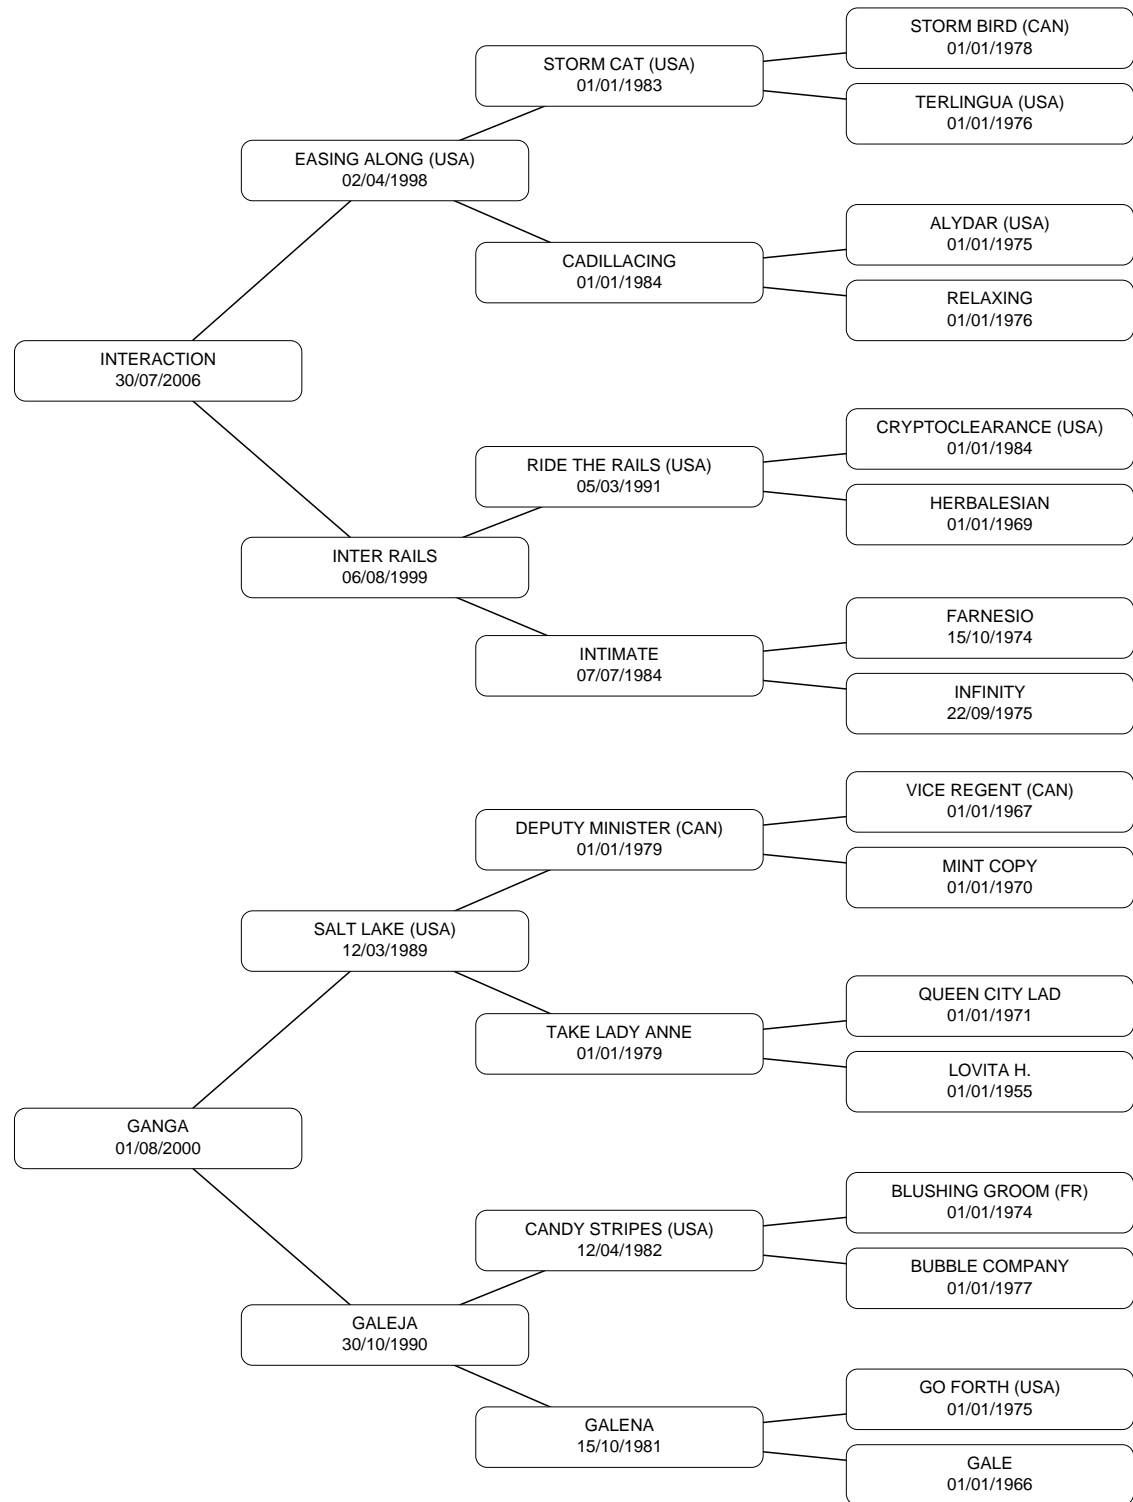 STORM BIRD (CAN)
01/01/1978
STORM CAT (USA)
01/01/1983
TERLINGUA (USA)
01/01/1976
EASING ALONG (USA)
02/04/1998
ALYDAR (USA)
01/01/1975
CADILLACING
01/01/1984
RELAXING
01/01/1976
INTERACTION
30/07/2006
CRYPTOCLEARANCE (USA)
01/01/1984
RIDE THE RAILS (USA)
05/03/1991
HERBALESIAN
01/01/1969
INTER RAILS
06/08/1999
FARNESIO
15/10/1974
INTIMATE
07/07/1984
INFINITY
22/09/1975
VICE REGENT (CAN)
01/01/1967
DEPUTY MINISTER (CAN)
01/01/1979
MINT COPY
01/01/1970
SALT LAKE (USA)
12/03/1989
QUEEN CITY LAD
01/01/1971
TAKE LADY ANNE
01/01/1979
LOVITA H.
01/01/1955
GANGA
01/08/2000
BLUSHING GROOM (FR)
01/01/1974
CANDY STRIPES (USA)
12/04/1982
BUBBLE COMPANY
01/01/1977
GALEJA
30/10/1990
GO FORTH (USA)
01/01/1975
GALENA
15/10/1981
GALE
01/01/1966